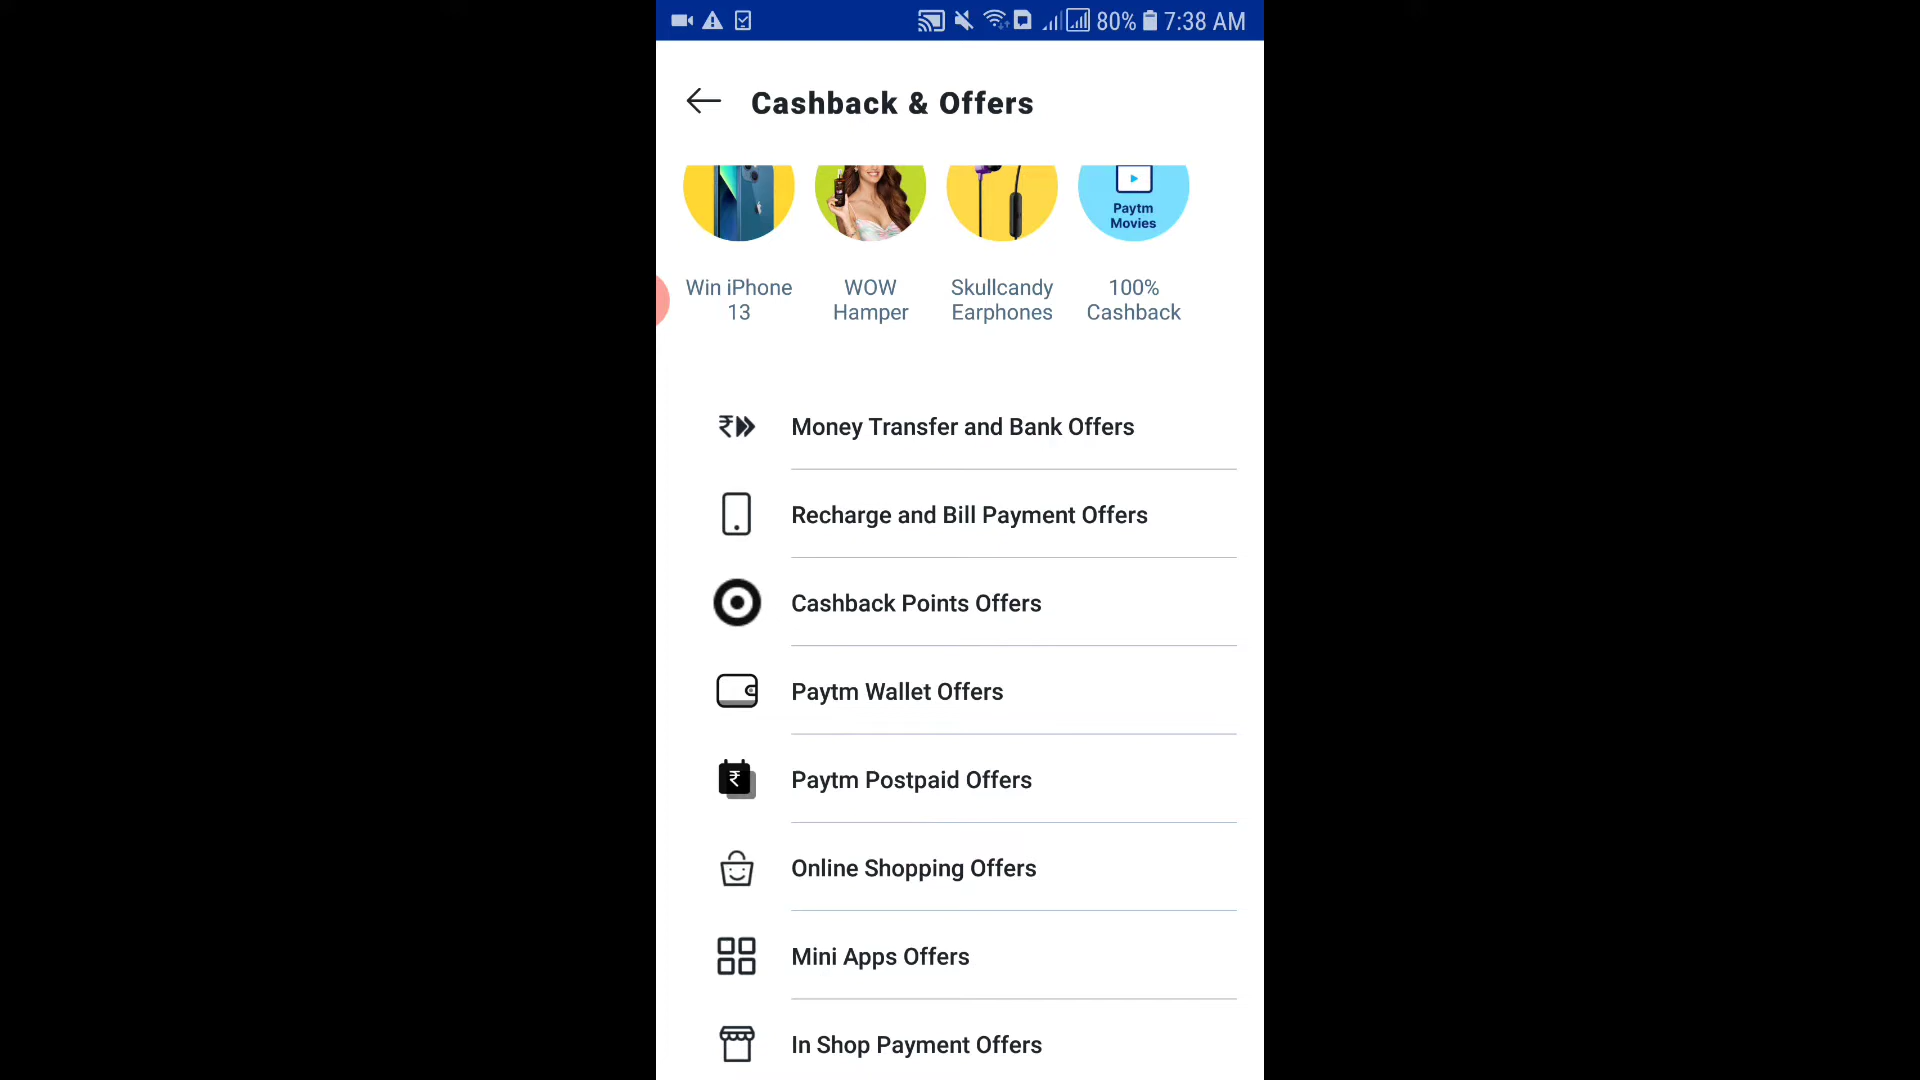 80% 7:38 AM
Cashback & Offers
Paytm
Movies
Win iPhone
13
WOW
Hamper
Skullcandy
Earphones
100%
Cashback
Money Transfer and Bank Offers
Recharge and Bill Payment Offers
Cashback Points Offers
Paytm Wallet Offers
₹
Paytm Postpaid Offers
Online Shopping Offers
Mini Apps Offers
In Shop Payment Offers